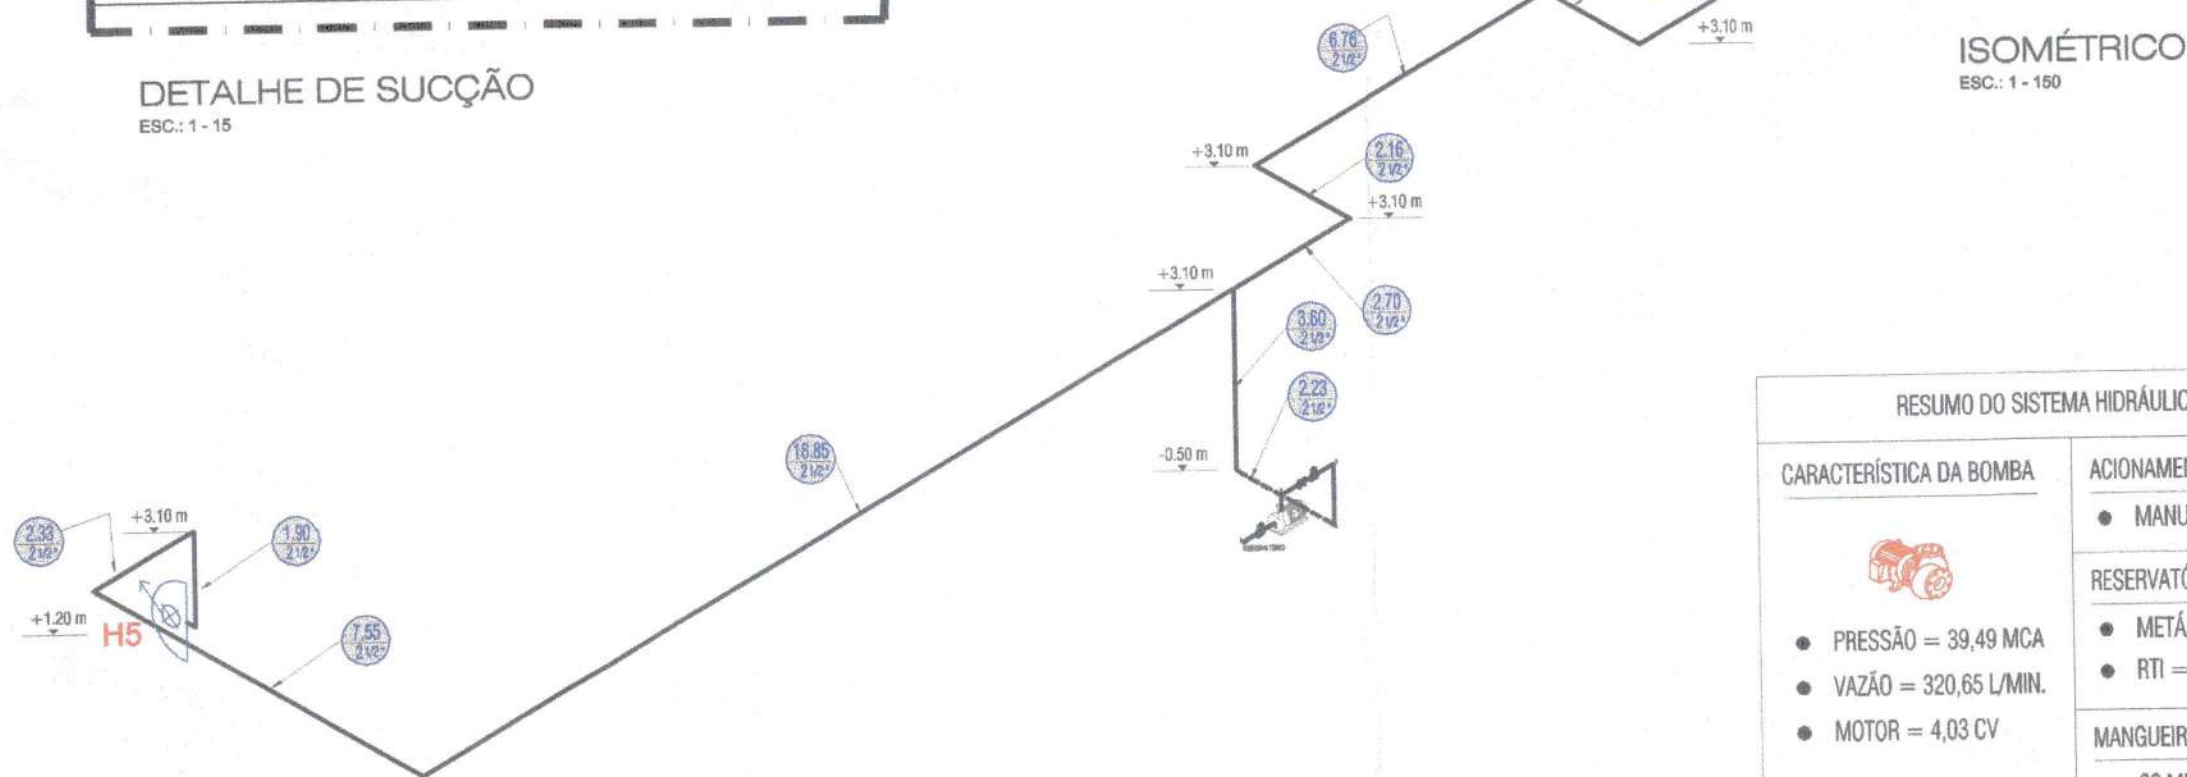 DETALHE DE SUCÇÃO
ESC.: 1 - 15
ISOMÉTRICO
ESC.: 1 - 150
+3.10 m
6.76
2 1/2"
+3.10 m
2.16
2 1/2"
+3.10 m
+3.10 m
2.70
2 1/2"
3.60
2 1/2"
2.23
2 1/2"
-0.50 m
18.85
2 1/2"
+3.10 m
2.33
2 1/2"
1.90
2 1/2"
+1.20 m
H5
7.55
2 1/2"
RESUMO DO SISTEMA HIDRÁULIC
CARACTERÍSTICA DA BOMBA
● PRESSÃO = 39,49 MCA
● VAZÃO = 320,65 L/MIN.
● MOTOR = 4,03 CV
ACIONAME
● MANU
RESERVATÓ
● METÁ
● RTI =
MANGUEIR